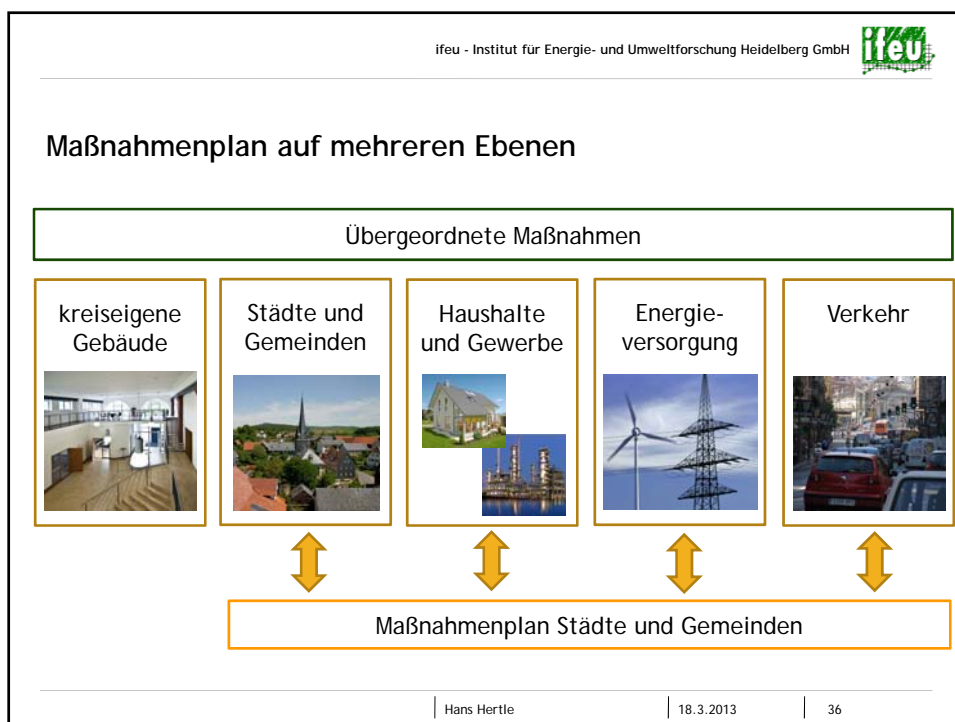 ifeu - Institut für Energie- und Umweltforschung Heidelberg GmbH
ifeu
Maßnahmenplan auf mehreren Ebenen
Übergeordnete Maßnahmen
kreiseigene
Gebäude
Städte und
Gemeinden
Haushalte
und Gewerbe
Energie-
versorgung
Verkehr
Maßnahmenplan Städte und Gemeinden
Hans Hertle
18.3.2013
36